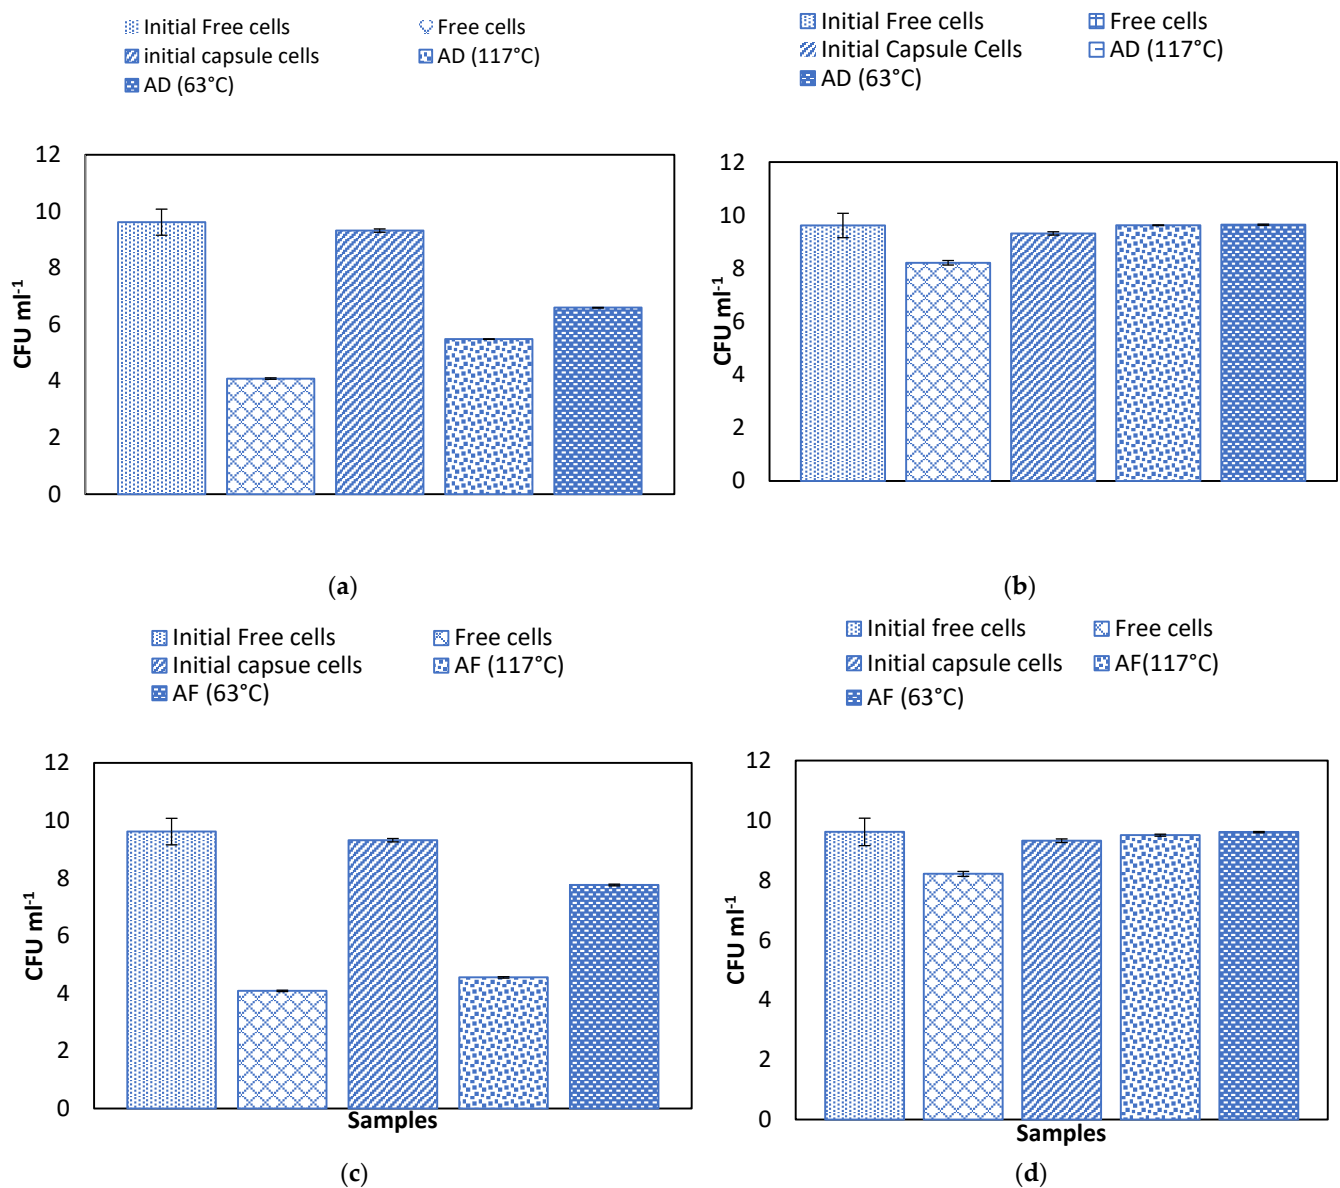 Initial Free cells
Free cells
initial capsule cells
AD (117°C)
AD (63°C)
12
10
8
6
4
2
0
CFU ml-1
(a)
Initial Free cells
Free cells
Initial Capsule Cells
AD (117°C)
AD (63°C)
12
10
8
6
4
2
0
CFU ml-1
(b)
Initial Free cells
Free cells
Initial capsue cells
AF (117°C)
AF (63°C)
12
10
8
6
4
2
0
CFU ml-1
Samples
(c)
Initial free cells
Free cells
Initial capsule cells
AF(117°C)
AF (63°C)
12
10
8
6
4
2
0
CFU ml-1
Samples
(d)